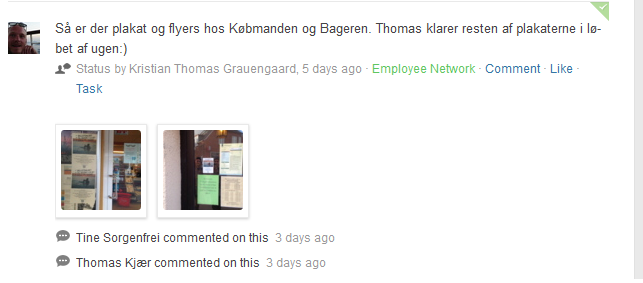 Så er der plakat og flyers hos Købmanden og Bageren. Thomas klarer resten af plakaterne i lø-
bet af ugen:)
Status by Kristian Thomas Grauengaard, 5 days ago · Employee Network · Comment · Like ·
Task
Tine Sorgenfrei commented on this 3 days ago
Thomas Kjær commented on this 3 days ago